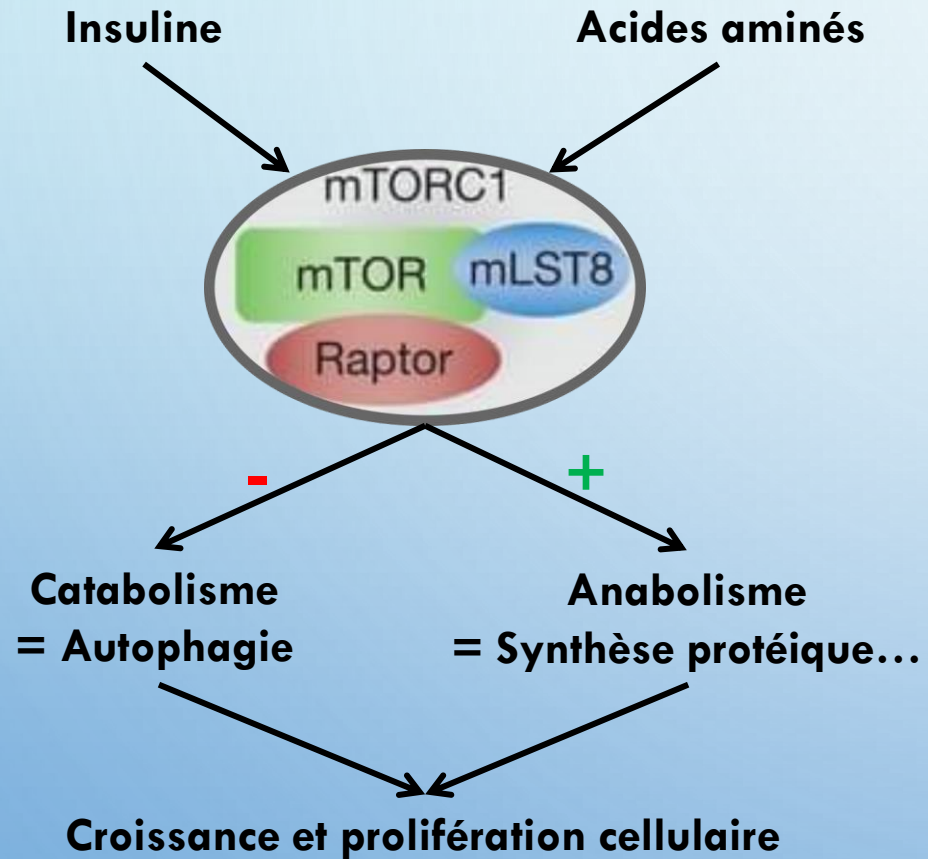 Insuline
Acides aminés
mTORC1
mTOR
mLST8
Raptor
-
+
Catabolisme
= Autophagie
Anabolisme
= Synthèse protéique...
Croissance et prolifération cellulaire